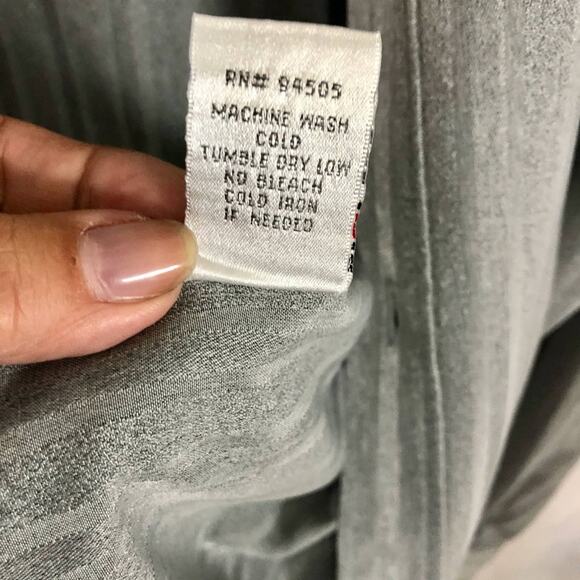 RN# 94505
MACHINE WASH
COLD
TUMBLE DRY LOW
NO BLEACH
COLD IRON
IF NEEDED